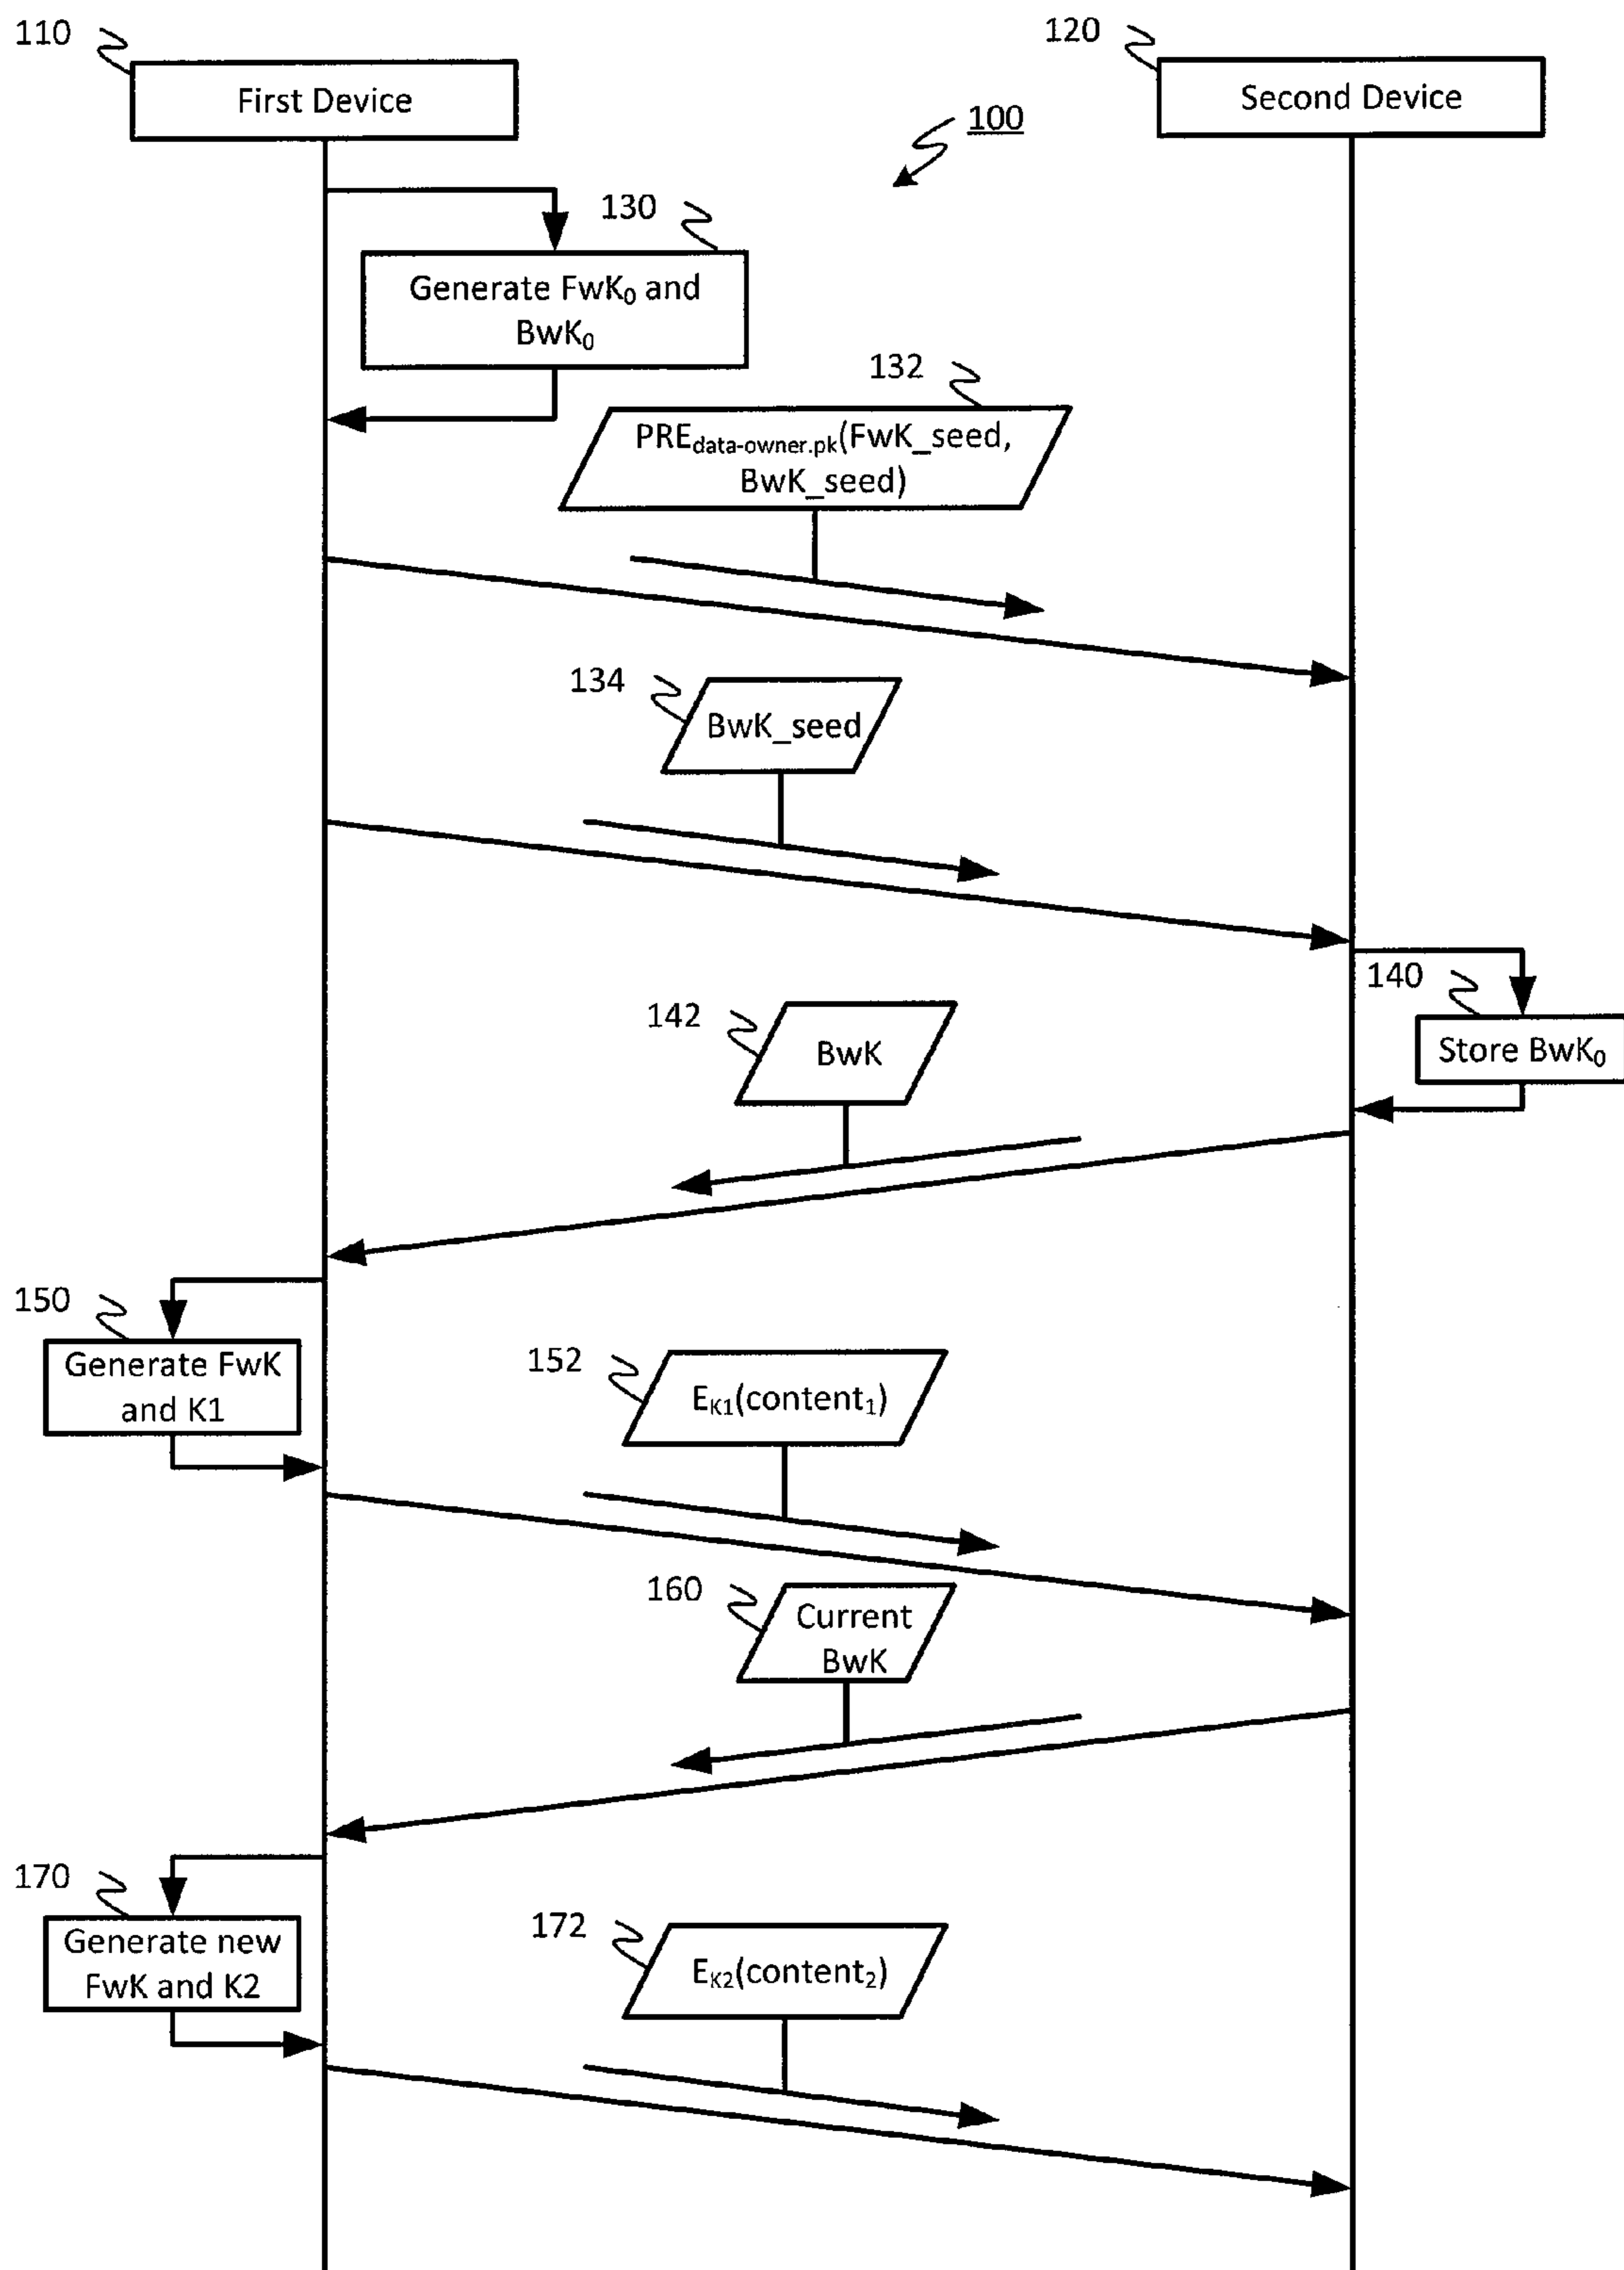 110
First Device
120
Second Device
100
130
Generate FwK₀ and
BwK₀
132
PREdata-owner.pk(FwK_seed,
BwK_seed)
134
BwK_seed
140
Store BwK₀
142
BwK
150
Generate FwK
and K1
152
EK1(content₁)
160
Current
BwK
170
Generate new
FwK and K2
172
EK2(content₂)